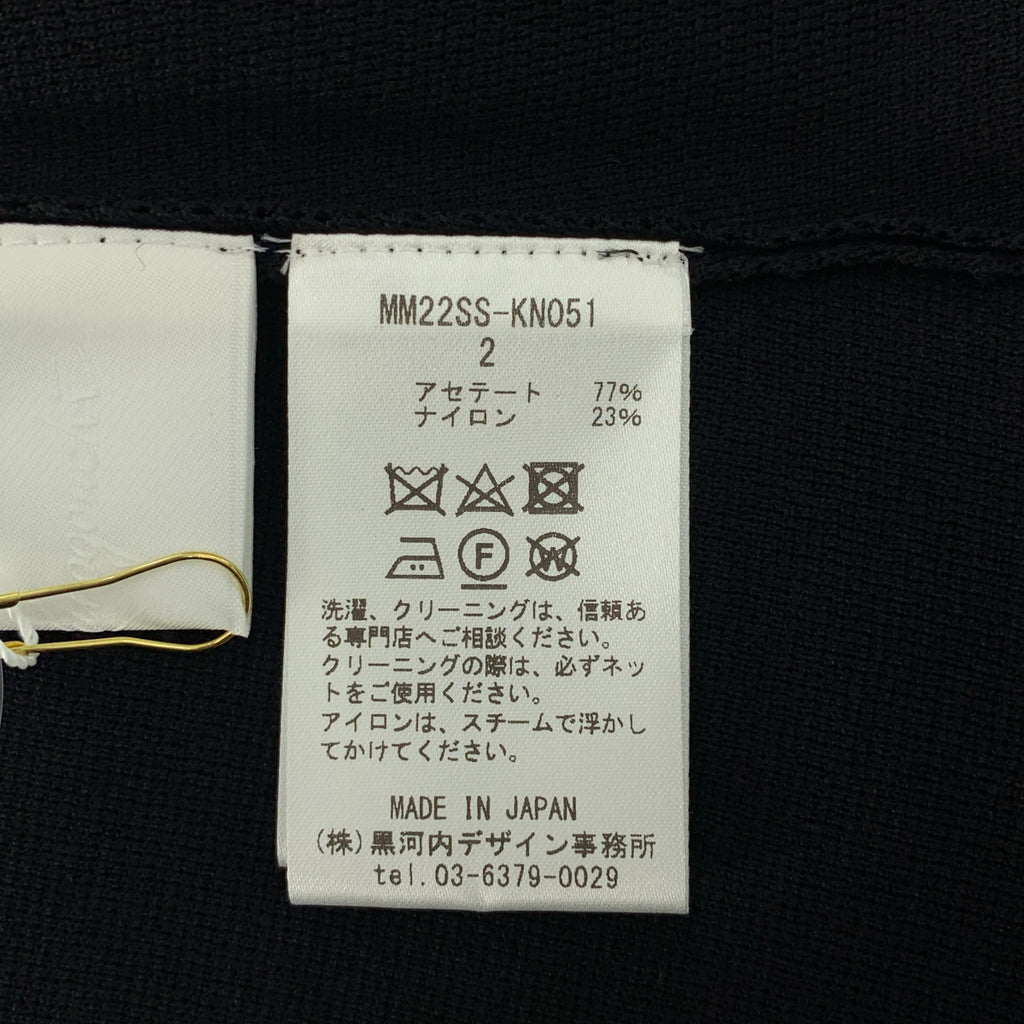 MM22SS-KN051
2
アセテート 77%
ナイロン 23%
F
W
洗濯、クリーニングは、信頼あ
る専門店へご相談ください。
クリーニングの際は、必ずネッ
トをご使用ください。
アイロンは、スチームで浮かし
てかけてください。
MADE IN JAPAN
(株)黒河内デザイン事務所
tel.03-6379-0029